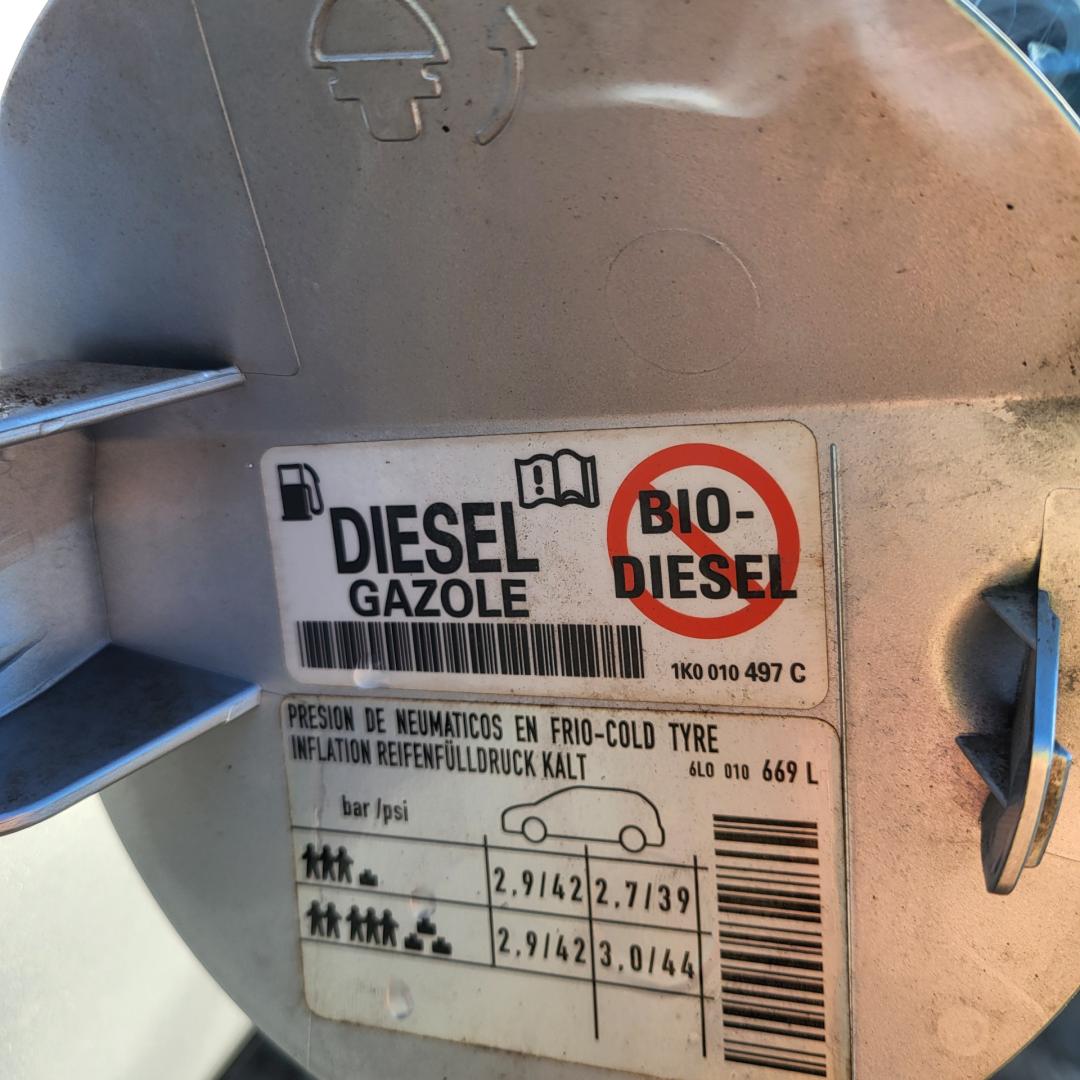 DIESEL
GAZOLE
BIO-
DIESEL
1K0 010 497 C
PRESION DE NEUMATICOS EN FRIO-COLD TYRE
INFLATION REIFENFÜLLDRUCK KALT
6L0 010 669 L
bar/psi
2,9/42 2,7/39
2,9/42 3,0/44